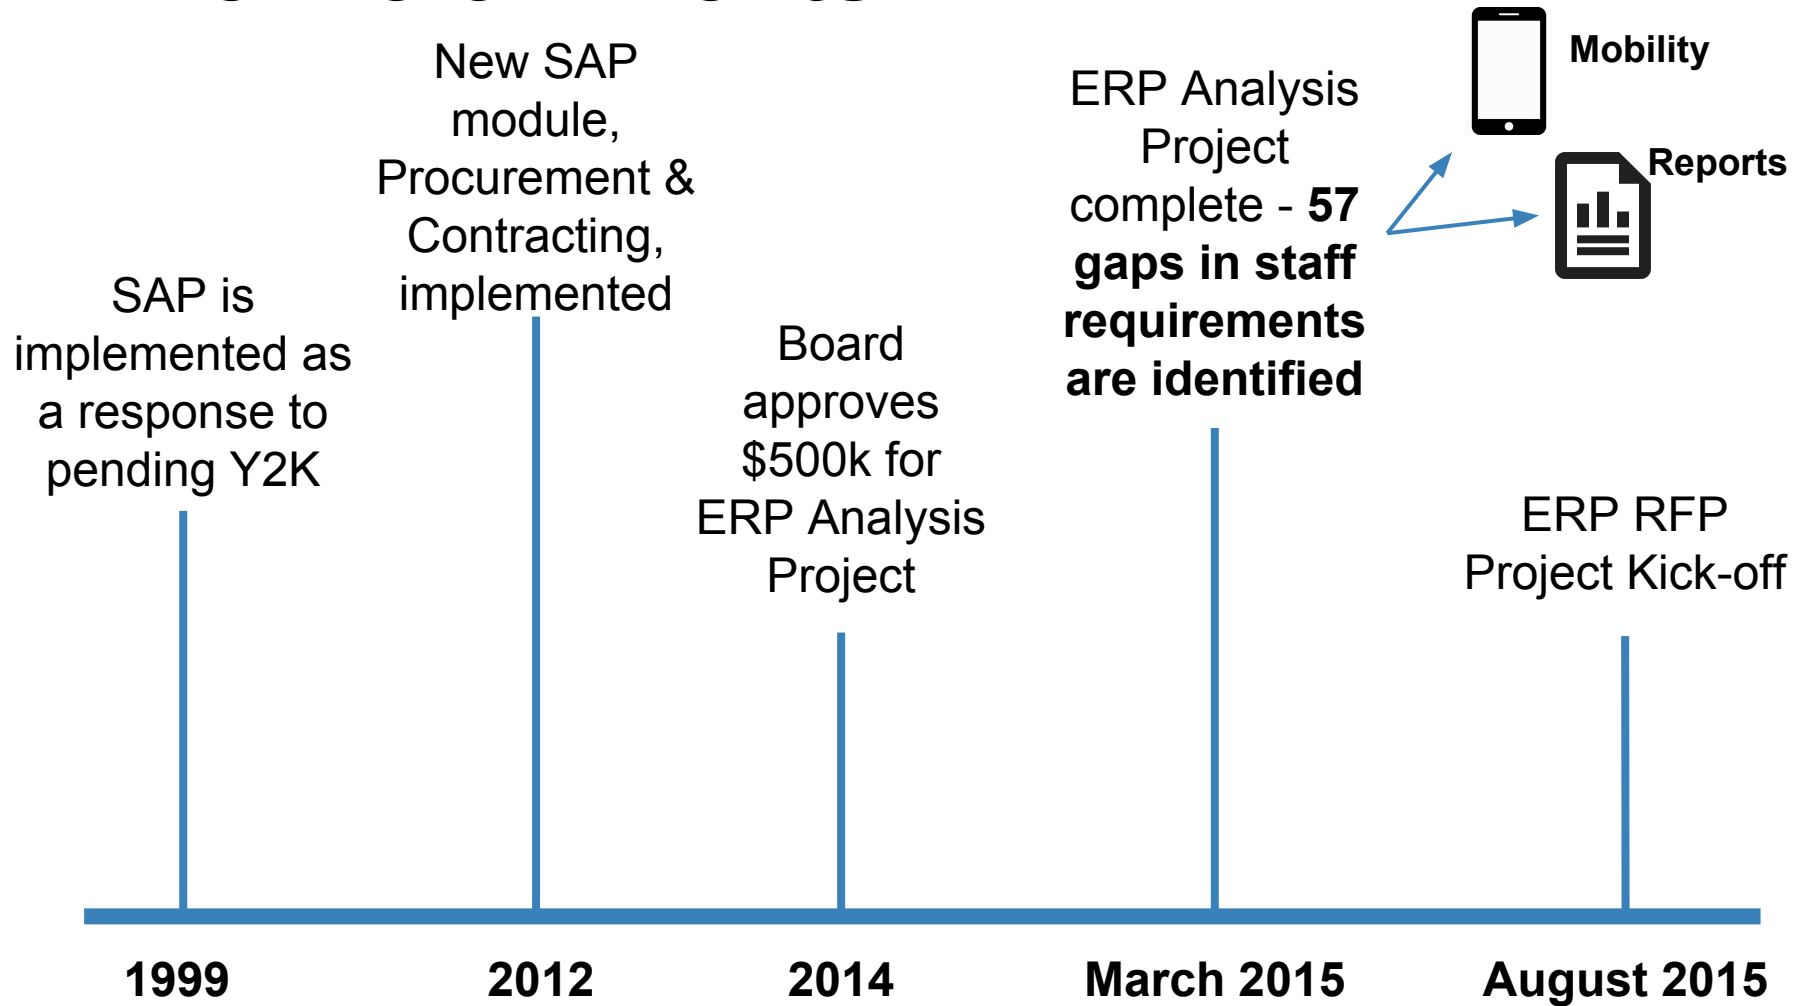 SAP is
implemented as
a response to
pending Y2K
New SAP
module,
Procurement &
Contracting,
implemented
Board
approves
$500k for
ERP Analysis
Project
ERP Analysis
Project
complete - 57
gaps in staff
requirements
are identified
Mobility
Reports
ERP RFP
Project Kick-off
1999
2012
2014
March 2015
August 2015